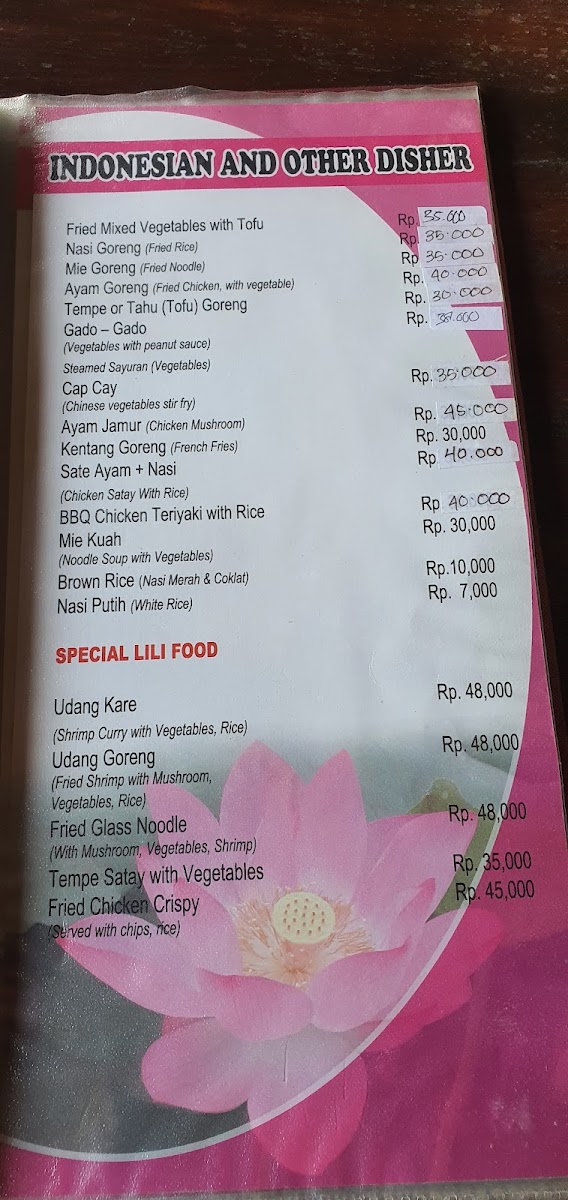 INDONESIAN AND OTHER DISHER
Fried Mixed Vegetables with Tofu Rp. 35.000
Nasi Goreng (Fried Rice) Rp. 35.000
Mie Goreng (Fried Noodle) Rp 35.000
Ayam Goreng (Fried Chicken, with vegetable) Rp. 40.000
Tempe or Tahu (Tofu) Goreng Rp. 30.000
Gado – Gado Rp.
(Vegetables with peanut sauce)
Steamed Sayuran (Vegetables)
Cap Cay Rp. 35.000
(Chinese vegetables stir fry)
Ayam Jamur (Chicken Mushroom) Rp. 45.000
Kentang Goreng (French Fries) Rp. 30,000
Sate Ayam + Nasi Rp 40.000
(Chicken Satay With Rice)
BBQ Chicken Teriyaki with Rice Rp 40.000
Mie Kuah Rp. 30,000
(Noodle Soup with Vegetables)
Brown Rice (Nasi Merah & Coklat) Rp.10,000
Nasi Putih (White Rice) Rp. 7,000
SPECIAL LILI FOOD
Udang Kare Rp. 48,000
(Shrimp Curry with Vegetables, Rice)
Udang Goreng Rp. 48,000
(Fried Shrimp with Mushroom,
Vegetables, Rice)
Fried Glass Noodle Rp. 48,000
(With Mushroom, Vegetables, Shrimp)
Tempe Satay with Vegetables Rp. 35,000
Fried Chicken Crispy Rp. 45,000
(Served with chips, rice)